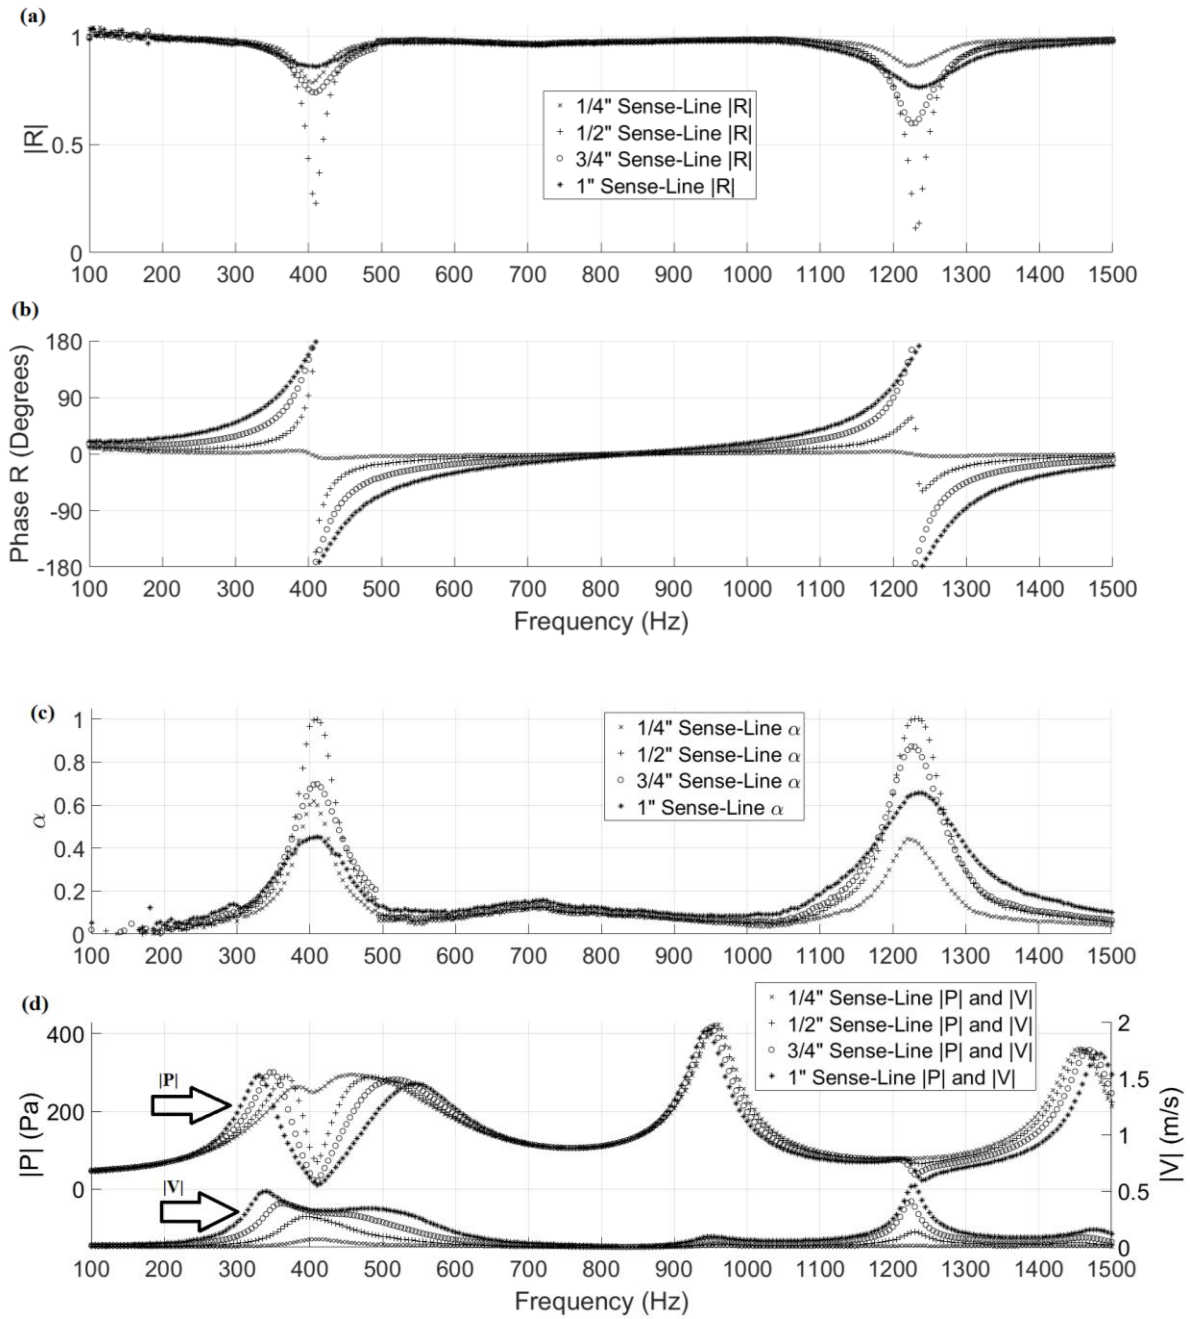 (a)
1
0.5
0
|R|
1/4" Sense-Line |R|
1/2" Sense-Line |R|
3/4" Sense-Line |R|
1" Sense-Line |R|
100 200 300 400 500 600 700 800 900 1000 1100 1200 1300 1400 1500
(b)
180
90
0
-90
-180
Phase R (Degrees)
100 200 300 400 500 600 700 800 900 1000 1100 1200 1300 1400 1500
Frequency (Hz)
(c)
1
0.8
0.6
0.4
0.2
0
α
1/4" Sense-Line α
1/2" Sense-Line α
3/4" Sense-Line α
1" Sense-Line α
100 200 300 400 500 600 700 800 900 1000 1100 1200 1300 1400 1500
(d)
1/4" Sense-Line |P| and |V|
1/2" Sense-Line |P| and |V|
3/4" Sense-Line |P| and |V|
1" Sense-Line |P| and |V|
400
200
0
|P| (Pa)
|P|
|V|
2
1.5
1
0.5
0
|V| (m/s)
100 200 300 400 500 600 700 800 900 1000 1100 1200 1300 1400 1500
Frequency (Hz)